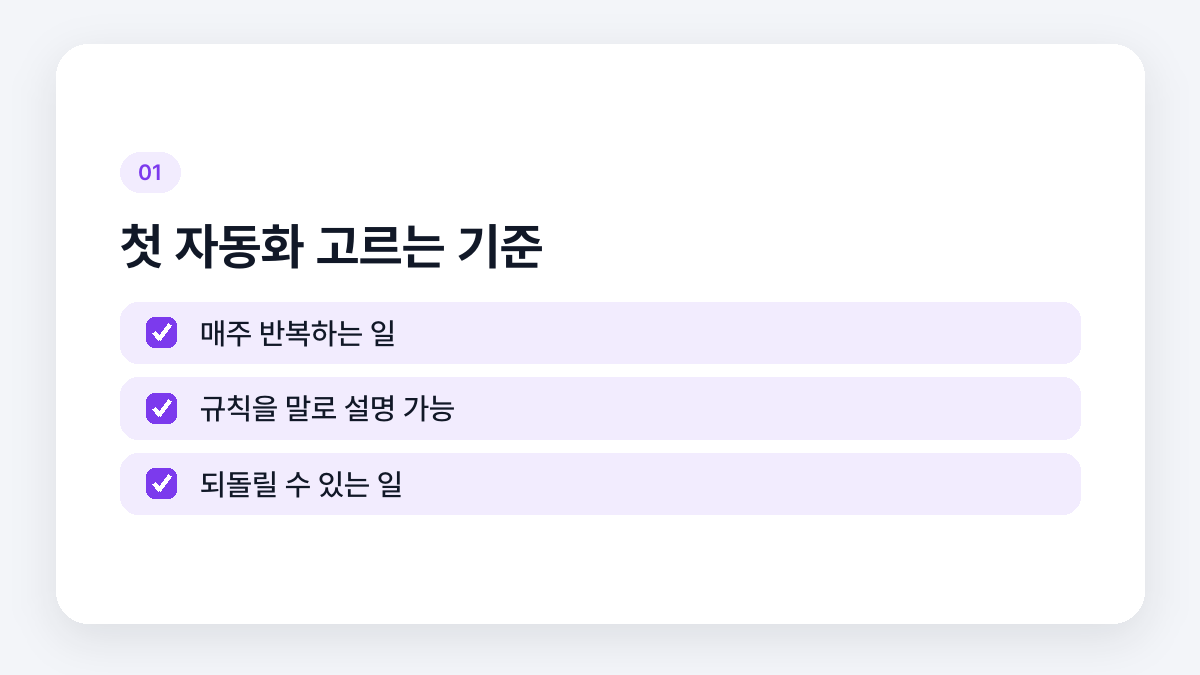 01
첫 자동화 고르는 기준
매주 반복하는 일
규칙을 말로 설명 가능
되돌릴 수 있는 일